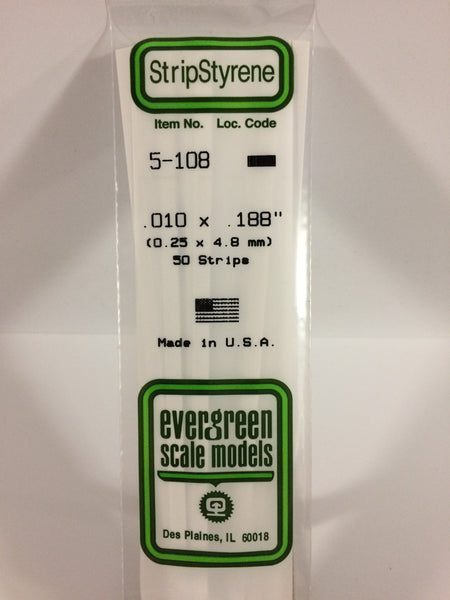 StripStyrene
Item No. Loc. Code
5-108
.010 x .188"
(0.25 x 4.8 mm)
50 Strips
Made in U.S.A.
evergreen
scale models
Des Plaines, IL 60018